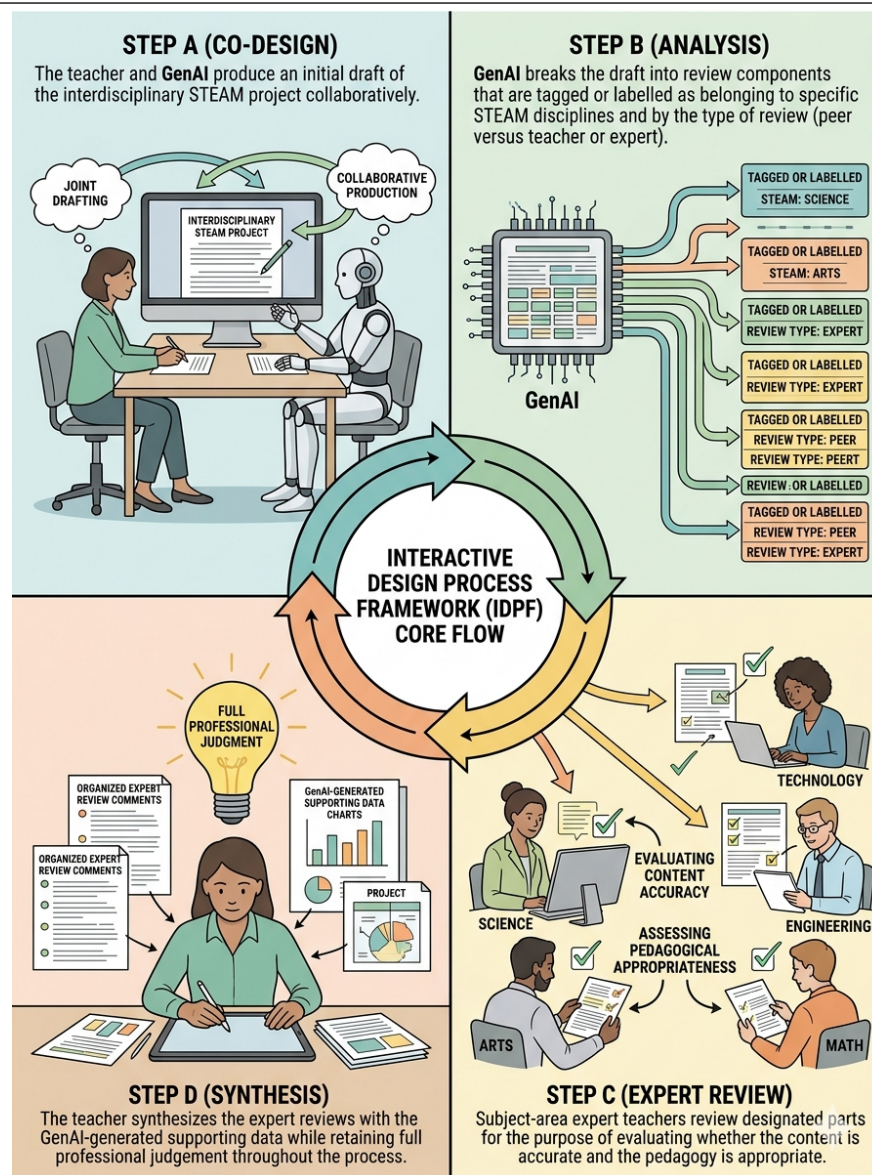 STEP A (CO-DESIGN)
The teacher and GenAI produce an initial draft of
the interdisciplinary STEAM project collaboratively.
JOINT
DRAFTING
COLLABORATIVE
PRODUCTION
INTERDISCIPLINARY
STEAM PROJECT
STEP B (ANALYSIS)
GenAI breaks the draft into review components
that are tagged or labelled as belonging to specific
STEAM disciplines and by the type of review (peer
versus teacher or expert).
GenAI
TAGGED OR LABELLED
STEAM: SCIENCE
TAGGED OR LABELLED
STEAM: ARTS
TAGGED OR LABELLED
REVIEW TYPE: EXPERT
TAGGED OR LABELLED
REVIEW TYPE: EXPERT
TAGGED OR LABELLED
REVIEW TYPE: PEER
REVIEW TYPE: PEERT
REVIEW: OR LABELLED
TAGGED OR LABELLED
REVIEW TYPE: PEER
REVIEW TYPE: EXPERT
INTERACTIVE
DESIGN PROCESS
FRAMEWORK (IDPF)
CORE FLOW
FULL
PROFESSIONAL
JUDGMENT
ORGANIZED EXPERT
REVIEW COMMENTS
ORGANIZED EXPERT
REVIEW COMMENTS
GenAI-GENERATED
SUPPORTING DATA
CHARTS
PROJECT
STEP D (SYNTHESIS)
The teacher synthesizes the expert reviews with the
GenAI-generated supporting data while retaining full
professional judgement throughout the process.
TECHNOLOGY
SCIENCE
EVALUATING
CONTENT
ACCURACY
ENGINEERING
ASSESSING
PEDAGOGICAL
APPROPRIATENESS
ARTS
MATH
STEP C (EXPERT REVIEW)
Subject-area expert teachers review designated parts
for the purpose of evaluating whether the content is
accurate and the pedagogy is appropriate.